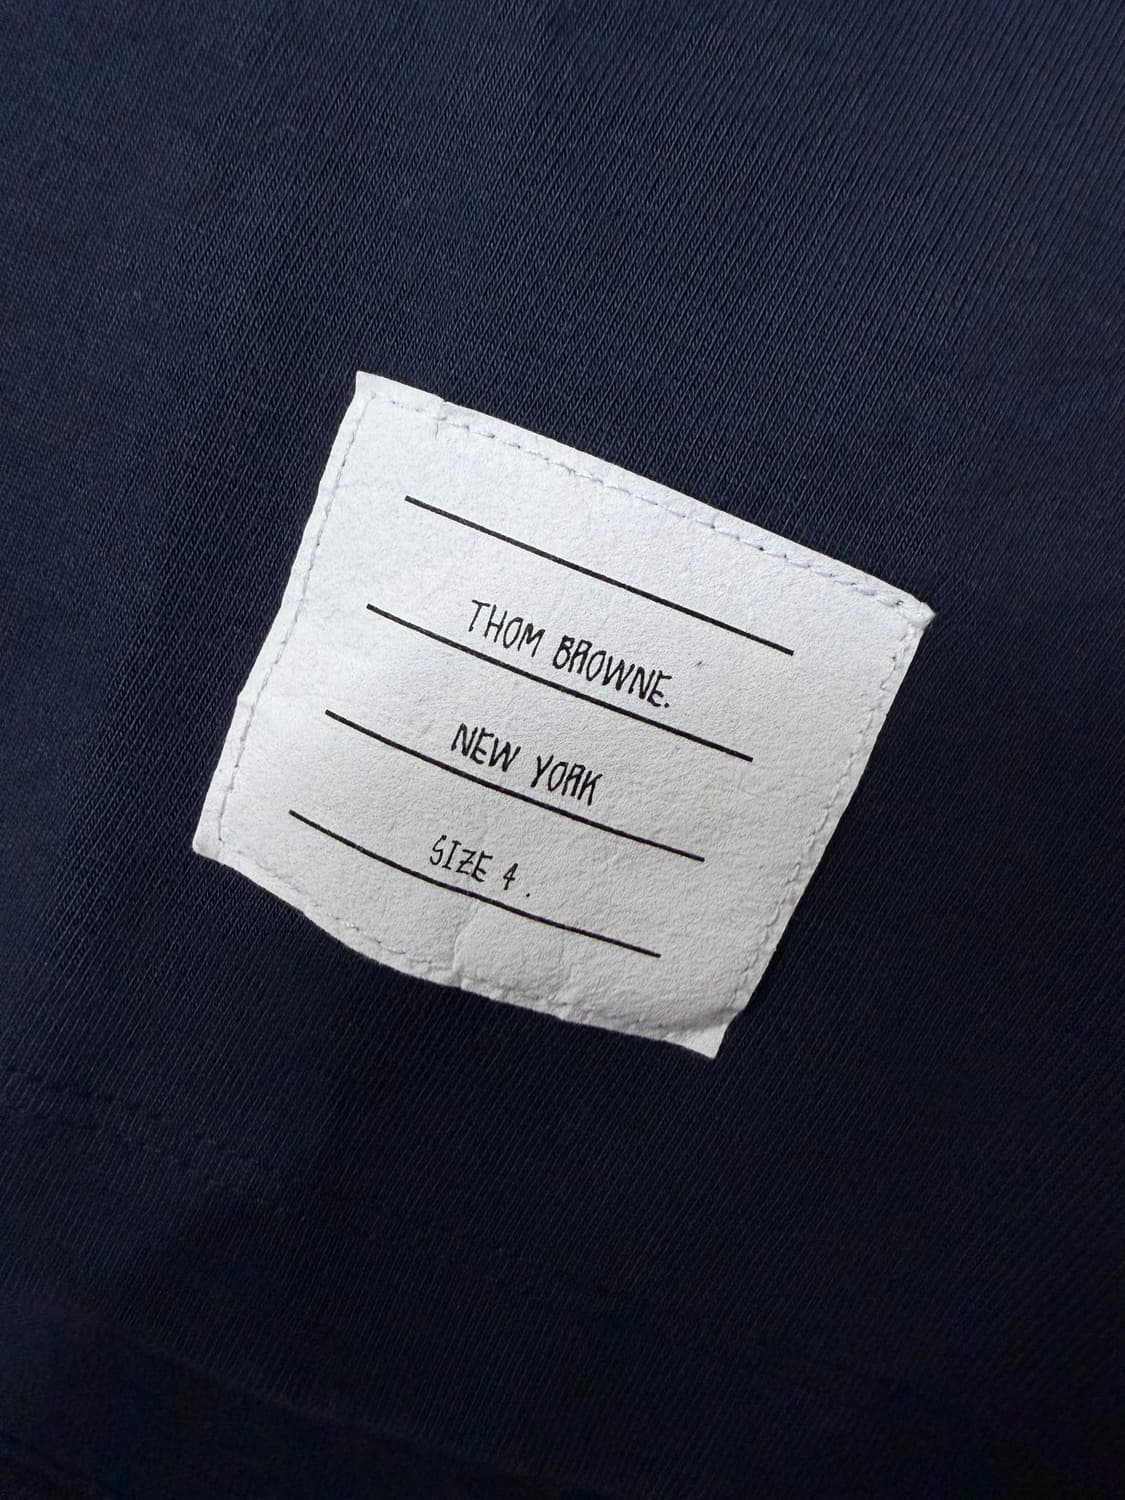 THOM BROWNE.
NEW YORK
SIZE 4 .